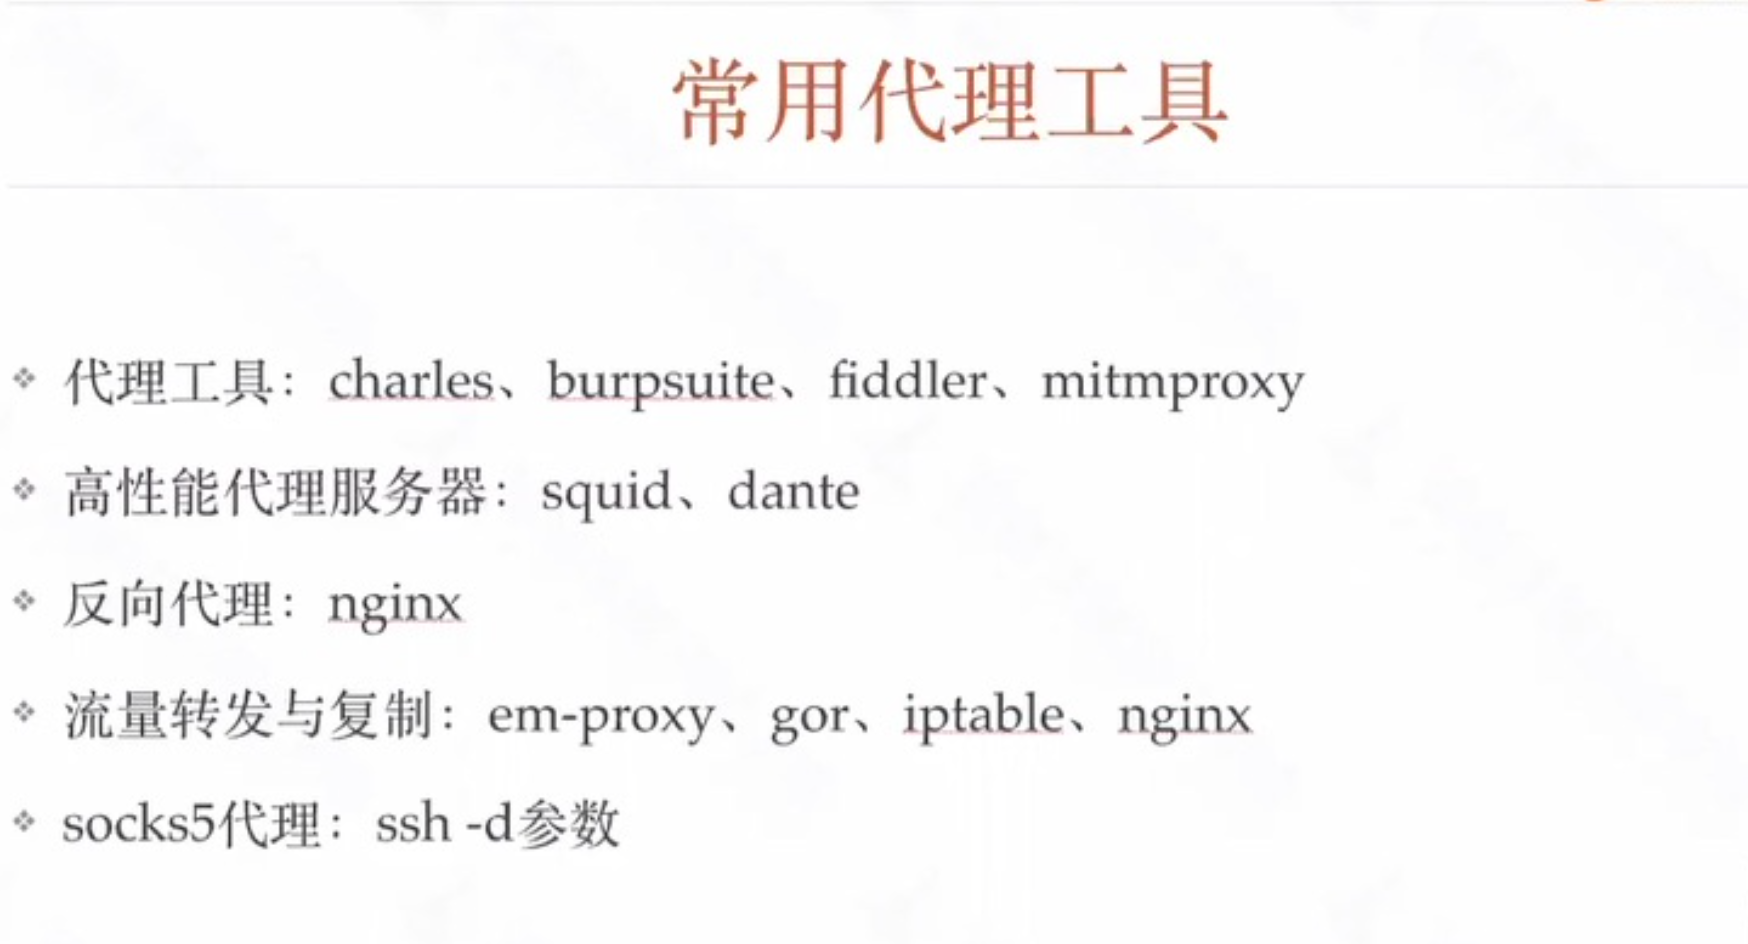 常用代理工具
代理工具：charles、burpsuite、fiddler、mitmproxy
高性能代理服务器：squid、dante
反向代理：nginx
流量转发与复制：em-proxy、gor、iptable、nginx
socks5代理：ssh -d参数